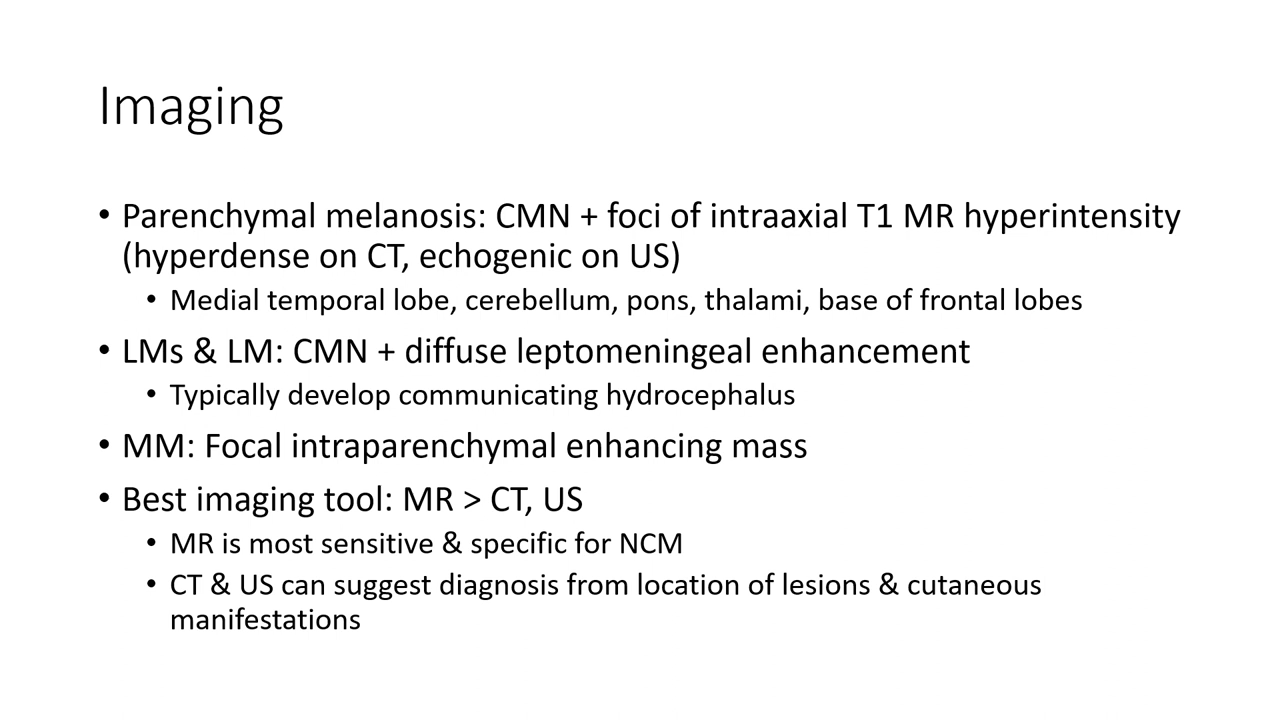 Imaging
• Parenchymal melanosis: CMN + foci of intraaxial T1 MR hyperintensity
(hyperdense on CT, echogenic on US)
• Medial temporal lobe, cerebellum, pons, thalami, base of frontal lobes
• LMs & LM: CMN + diffuse leptomeningeal enhancement
• Typically develop communicating hydrocephalus
• MM: Focal intraparenchymal enhancing mass
• Best imaging tool: MR > CT, US
• MR is most sensitive & specific for NCM
• CT & US can suggest diagnosis from location of lesions & cutaneous
manifestations